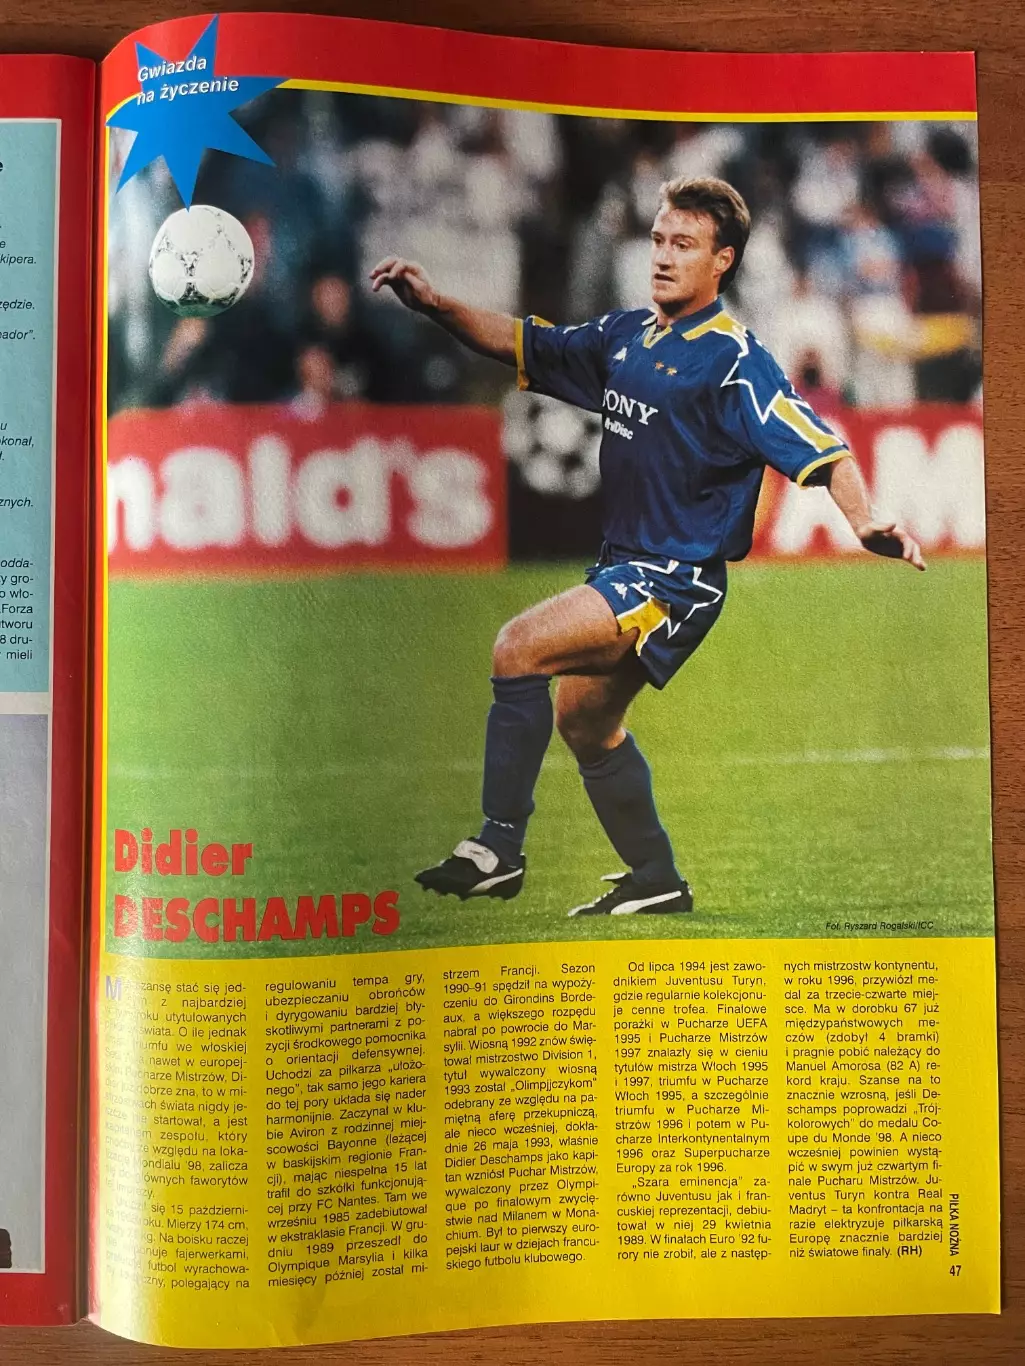 Gwiazda
na życzenie
kipera.
ador".
cznych.
odda-
Forza
mieli
nald's
SONY
MiniDisc
AM
Didier
DESCHAMPS
Fot. Ryszard Rogalski/ICC
szansę stać się jed-
z najbardziej
utytułowanych
świata. O ile jednak
we włoskiej
nawet w europej-
Pucharze Mistrzów, Di-
dobrze zna, to w mi-
świata nigdy je-
startował, a jest
zespołu, który
ze względu na loka-
Mondialu '98, zalicza
głównych faworytów
się 15 październi-
Mierzy 174 cm,
kg. Na boisku raczej
fajerwerkami,
futbol wyrachowa-
polegający na
regulowaniu tempa gry,
ubezpieczaniu obrońców
i dyrygowaniu bardziej bły-
skotliwymi partnerami z po-
zycji środkowego pomocnika
o orientacji defensywnej.
Uchodzi za piłkarza „ułożo-
nego", tak samo jego kariera
do tej pory układa się nader
harmonijnie. Zaczynał w klu-
bie Aviron z rodzinnej miej-
scowości Bayonne (leżącej
w baskijskim regionie Fran-
cji), mając niespełna 15 lat
trafił do szkółki funkcjonują-
cej przy FC Nantes. Tam we
wrześniu 1985 zadebiutował
w ekstraklasie Francji. W gru-
dniu 1989 przeszedł do
Olympique Marsylia i kilka
miesięcy później został mi-
strzem Francji. Sezon
1990-91 spędził na wypoży-
czeniu do Girondins Borde-
aux, a większego rozpędu
nabrał po powrocie do Mar-
sylii. Wiosną 1992 znów świę-
tował mistrzostwo Division 1,
tytuł wywalczony wiosną
1993 został „Olimpijczykom"
odebrany ze względu na pa-
miętną aferę przekupniczą,
ale nieco wcześniej, dokła-
dnie 26 maja 1993, właśnie
Didier Deschamps jako kapi-
tan wzniósł Puchar Mistrzów,
wywalczony przez Olympi-
que po finałowym zwycię-
stwie nad Milanem w Mona-
chium. Był to pierwszy euro-
pejski laur w dziejach francu-
skiego futbolu klubowego.
Od lipca 1994 jest zawo-
dnikiem Juventusu Turyn,
gdzie regularnie kolekcjonu-
je cenne trofea. Finałowe
porażki w Pucharze UEFA
1995 i Pucharze Mistrzów
1997 znalazły się w cieniu
tytułów mistrza Włoch 1995
i 1997, triumfu w Pucharze
Włoch 1995, a szczególnie
triumfu w Pucharze Mi-
strzów 1996 i potem w Pu-
charze Interkontynentalnym
1996 oraz Superpucharze
Europy za rok 1996.
„Szara eminencja" za-
równo Juventusu jak i fran-
cuskiej reprezentacji, debiu-
tował w niej 29 kwietnia
1989. W finałach Euro '92 fu-
rory nie zrobił, ale z następ-
nych mistrzostw kontynentu,
w roku 1996, przywiózł me-
dal za trzecie-czwarte miej-
sce. Ma w dorobku 67 już
międzypaństwowych me-
czów (zdobył 4 bramki)
i pragnie pobić należący do
Manuel Amorosa (82 A) re-
kord kraju. Szanse na to
znacznie wzrosną, jeśli De-
schamps poprowadzi „Trój-
kolorowych" do medalu Co-
upe du Monde '98. A nieco
wcześniej powinien wystą-
pić w swym już czwartym fi-
nale Pucharu Mistrzów. Ju-
ventus Turyn kontra Real
Madryt – ta konfrontacja na
razie elektryzuje piłkarską
Europę znacznie bardziej
niż światowe finały. (RH)
PIŁKA NOŻNA
47